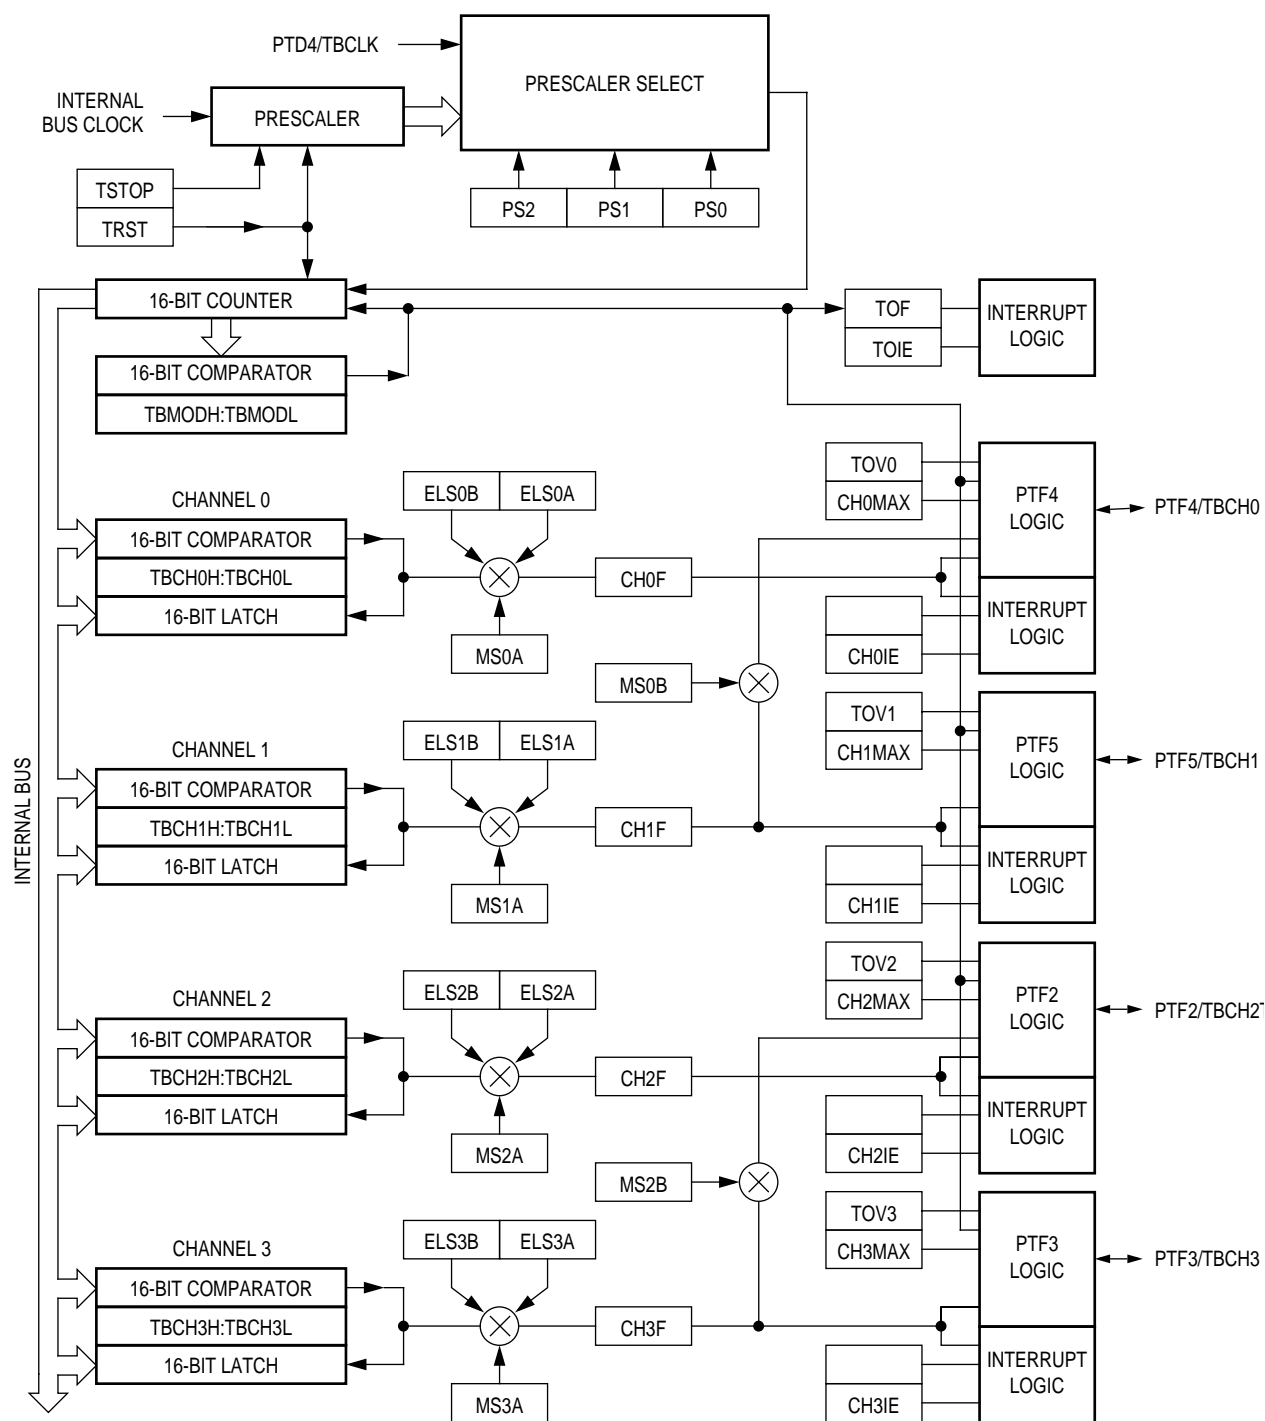 PTD4/TBCLK
PRESCALER SELECT
INTERNAL
BUS CLOCK
PRESCALER
TSTOP
TRST
PS2
PS1
PS0
16-BIT COUNTER
TOF
TOIE
INTERRUPT
LOGIC
16-BIT COMPARATOR
TBMODH:TBMODL
INTERNAL BUS
CHANNEL 0
16-BIT COMPARATOR
TBCH0H:TBCH0L
16-BIT LATCH
ELS0B
ELS0A
MS0A
CH0F
MS0B
TOV0
CH0MAX
PTF4
LOGIC
PTF4/TBCH0
CH0IE
INTERRUPT
LOGIC
CHANNEL 1
16-BIT COMPARATOR
TBCH1H:TBCH1L
16-BIT LATCH
ELS1B
ELS1A
MS1A
CH1F
TOV1
CH1MAX
PTF5
LOGIC
PTF5/TBCH1
CH1IE
INTERRUPT
LOGIC
CHANNEL 2
16-BIT COMPARATOR
TBCH2H:TBCH2L
16-BIT LATCH
ELS2B
ELS2A
MS2A
CH2F
MS2B
TOV2
CH2MAX
PTF2
LOGIC
PTF2/TBCH2T
CH2IE
INTERRUPT
LOGIC
CHANNEL 3
16-BIT COMPARATOR
TBCH3H:TBCH3L
16-BIT LATCH
ELS3B
ELS3A
MS3A
CH3F
TOV3
CH3MAX
PTF3
LOGIC
PTF3/TBCH3
CH3IE
INTERRUPT
LOGIC